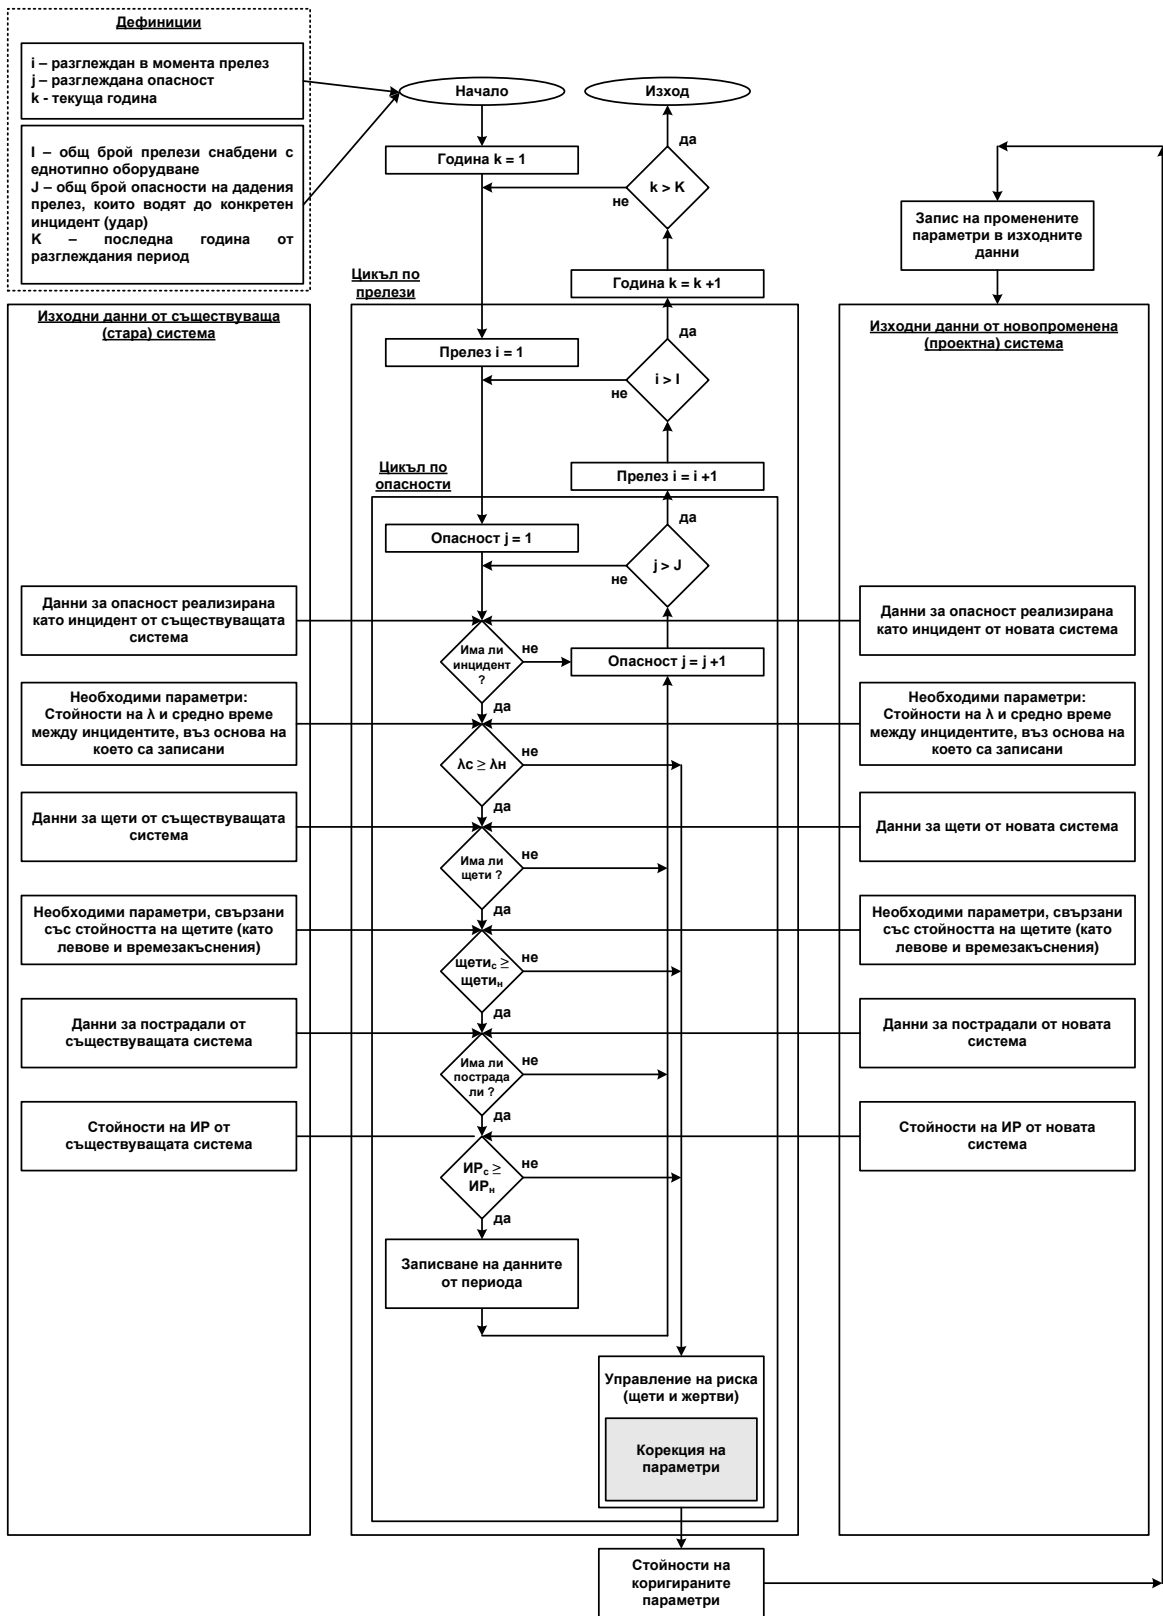 Дефиниции
i – разглеждан в момента прелез
j – разглеждана опасност
k - текуща година
I – общ брой прелези снабдени с
еднотипно оборудване
J – общ брой опасности на дадения
прелез, които водят до конкретен
инцидент (удар)
K – последна година от
разглеждания период
Начало
Изход
да
Година k = 1
k > K
не
Запис на променените
параметри в изходните
данни
Цикъл по
прелези
Година k = k +1
Изходни данни от съществуваща
(стара) система
Изходни данни от новопроменена
(проектна) система
да
Прелез i = 1
i > I
не
Цикъл по
опасности
Прелез i = i +1
да
Опасност j = 1
j > J
не
Данни за опасност реализирана
като инцидент от съществуващата
система
Данни за опасност реализирана
като инцидент от новата система
Има ли
инцидент
?
не
Опасност j = j +1
да
Необходими параметри:
Стойности на λ и средно време
между инцидентите, въз основа на
което са записани
Необходими параметри:
Стойности на λ и средно време
между инцидентите, въз основа на
което са записани
λс ≥ λн
не
да
Данни за щети от съществуващата
система
Данни за щети от новата система
Има ли
щети ?
не
да
Необходими параметри, свързани
със стойността на щетите (като
левове и времезакъснения)
Необходими параметри, свързани
със стойността на щетите (като
левове и времезакъснения)
щетис ≥
щетин
не
да
Данни за пострадали от
съществуващата система
Данни за пострадали от новата
система
Има ли
пострада
ли ?
не
да
Стойности на ИР от
съществуващата система
Стойности на ИР от новата
система
ИРс ≥
ИРн
не
да
Записване на данните
от периода
Управление на риска
(щети и жертви)
Корекция на
параметри
Стойности на
коригираните
параметри